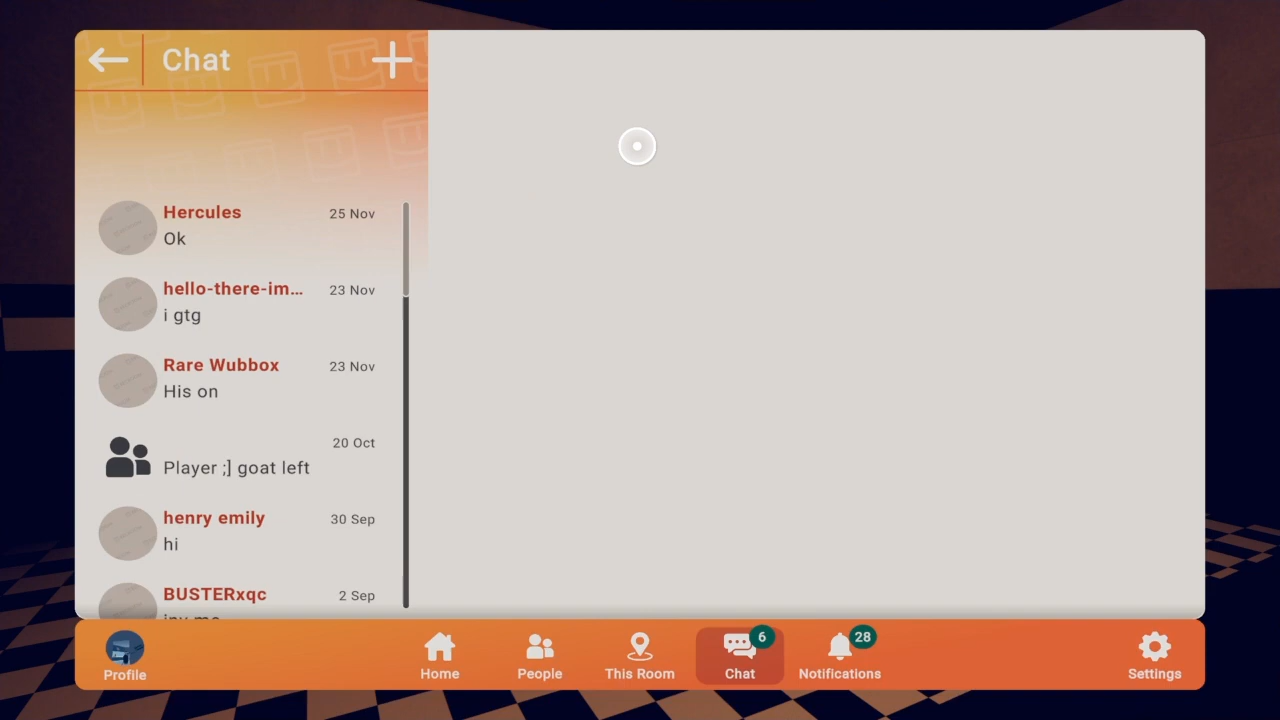 Chat
Hercules
25 Nov
Ok
hello-there-im...
23 Nov
i gtg
Rare Wubbox
23 Nov
His on
20 Oct
Player ;] goat left
henry emily
30 Sep
hi
BUSTERxqc
2 Sep
inv me
6
28
Profile
Home
People
This Room
Chat
Notifications
Settings